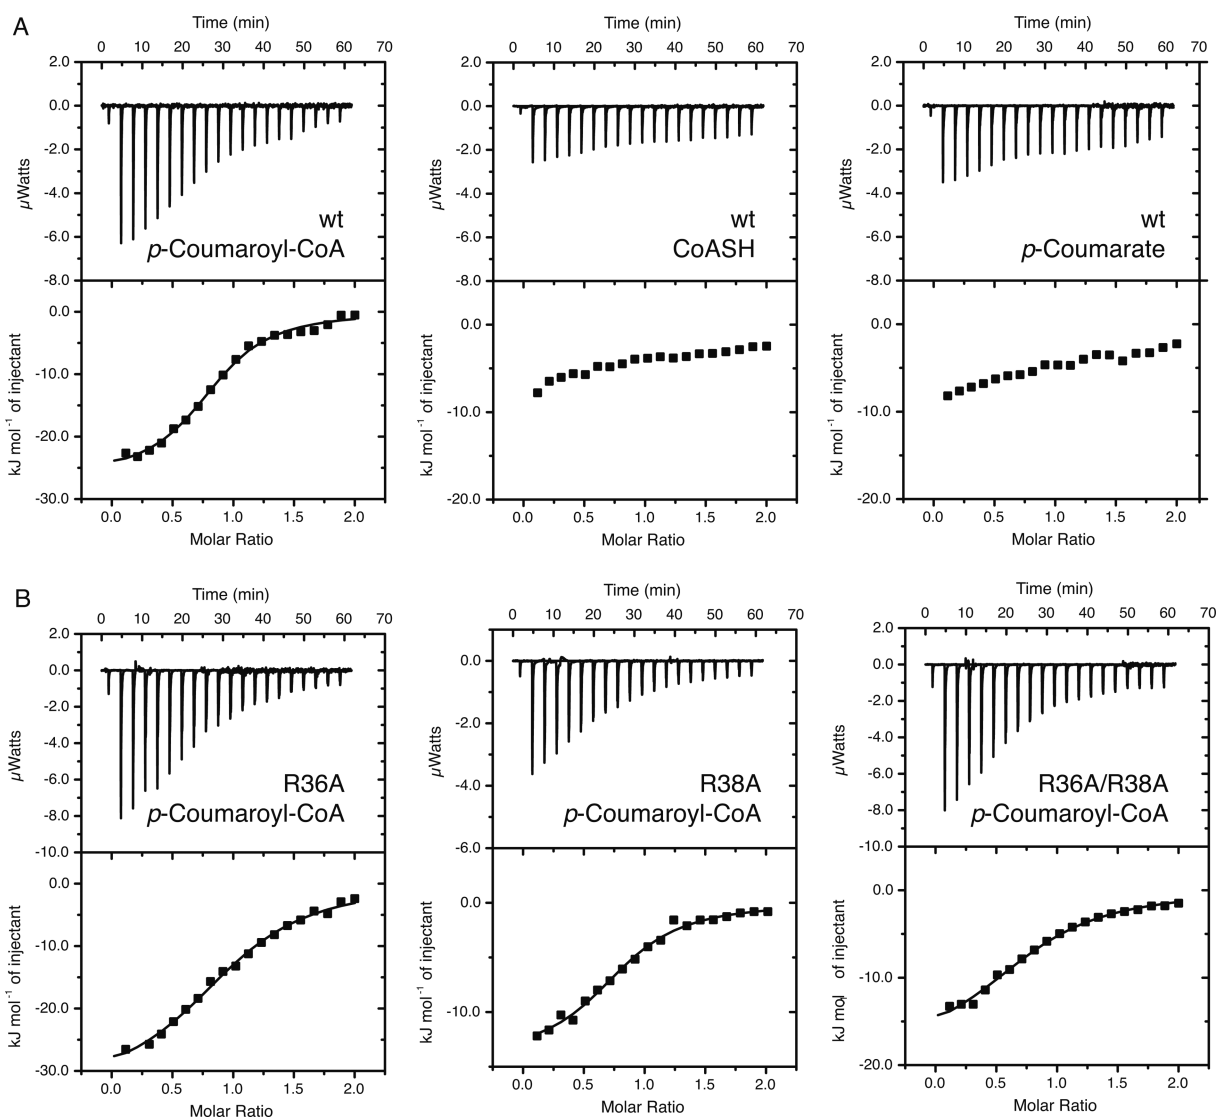 A
Time (min)
0 10 20 30 40 50 60 70
2.0
0.0
-2.0
-4.0
-6.0
-8.0
µWatts
wt
p-Coumaroyl-CoA
0.0
-10.0
-20.0
-30.0
kJ mol⁻¹ of injectant
0.0 0.5 1.0 1.5 2.0
Molar Ratio
Time (min)
0 10 20 30 40 50 60 70
2.0
0.0
-2.0
-4.0
-6.0
-8.0
µWatts
wt
CoASH
0.0
-10.0
-20.0
kJ mol⁻¹ of injectant
0.0 0.5 1.0 1.5 2.0
Molar Ratio
Time (min)
0 10 20 30 40 50 60 70
2.0
0.0
-2.0
-4.0
-6.0
-8.0
µWatts
wt
p-Coumarate
0.0
-10.0
-20.0
kJ mol⁻¹ of injectant
0.0 0.5 1.0 1.5 2.0
Molar Ratio
B
Time (min)
0 10 20 30 40 50 60 70
2.0
0.0
-2.0
-4.0
-6.0
-8.0
-10.0
µWatts
R36A
p-Coumaroyl-CoA
0.0
-10.0
-20.0
-30.0
kJ mol⁻¹ of injectant
0.0 0.5 1.0 1.5 2.0
Molar Ratio
Time (min)
0 10 20 30 40 50 60 70
0.0
-2.0
-4.0
-6.0
µWatts
R38A
p-Coumaroyl-CoA
0.0
-10.0
kJ mol⁻¹ of injectant
0.0 0.5 1.0 1.5 2.0
Molar Ratio
Time (min)
0 10 20 30 40 50 60 70
2.0
0.0
-2.0
-4.0
-6.0
-8.0
-10.0
µWatts
R36A/R38A
p-Coumaroyl-CoA
0.0
-10.0
-20.0
kJ mol of injectant
0.0 0.5 1.0 1.5 2.0
Molar Ratio